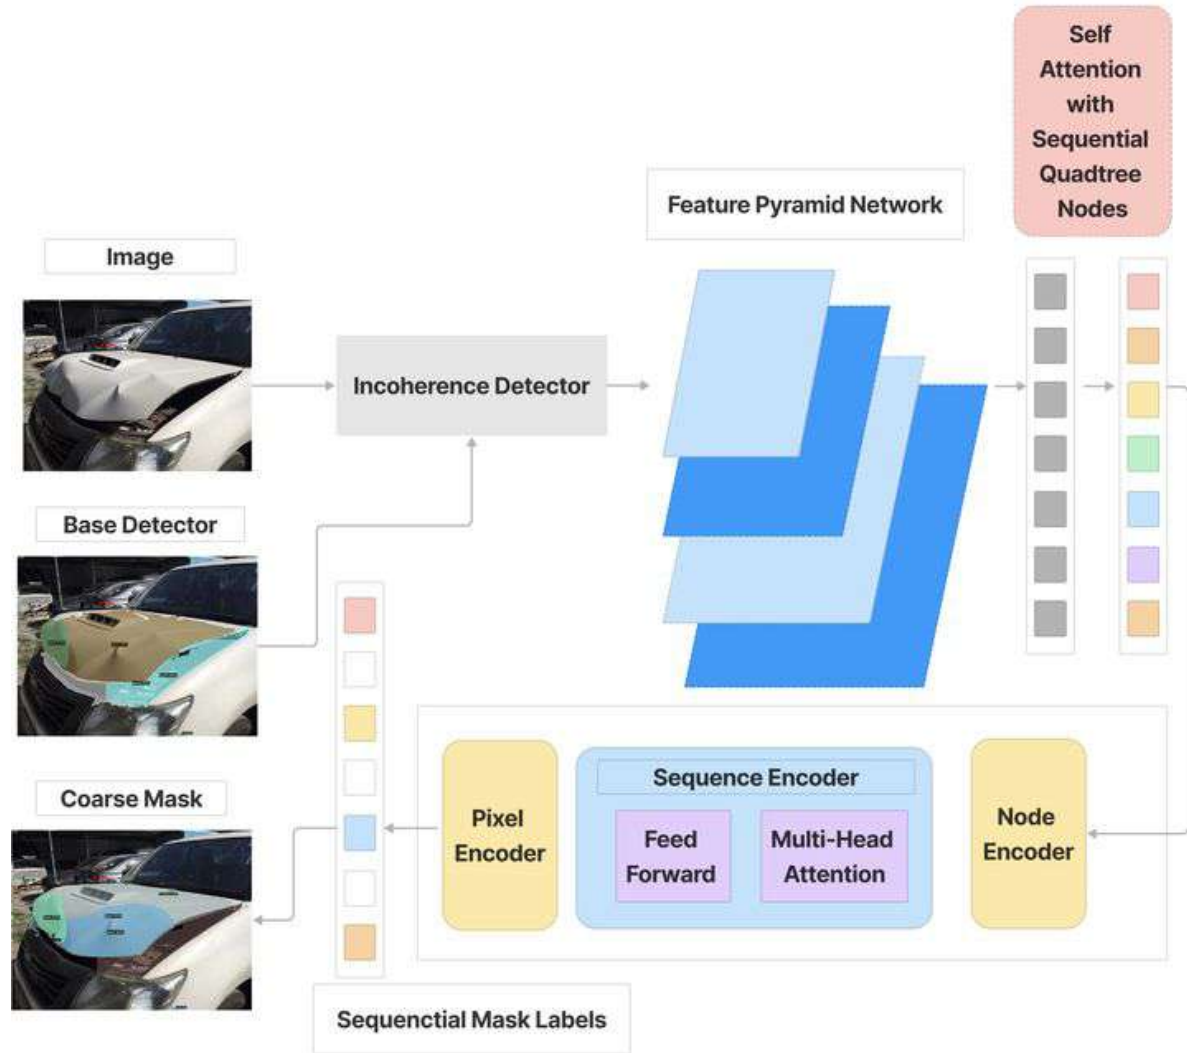 Self
Attention
with
Sequential
Quadtree
Nodes
Feature Pyramid Network
Image
Incoherence Detector
Base Detector
Coarse Mask
Pixel
Encoder
Sequence Encoder
Feed
Forward
Multi-Head
Attention
Node
Encoder
Sequenctial Mask Labels